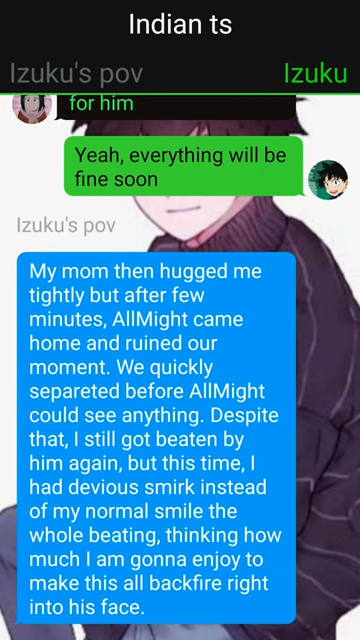 Indian ts
Izuku's pov
Izuku
for him
Yeah, everything will be
fine soon
Izuku's pov
My mom then hugged me
tightly but after few
minutes, AllMight came
home and ruined our
moment. We quickly
separeted before AllMight
could see anything. Despite
that, I still got beaten by
him again, but this time, I
had devious smirk instead
of my normal smile the
whole beating, thinking how
much I am gonna enjoy to
make this all backfire right
into his face.